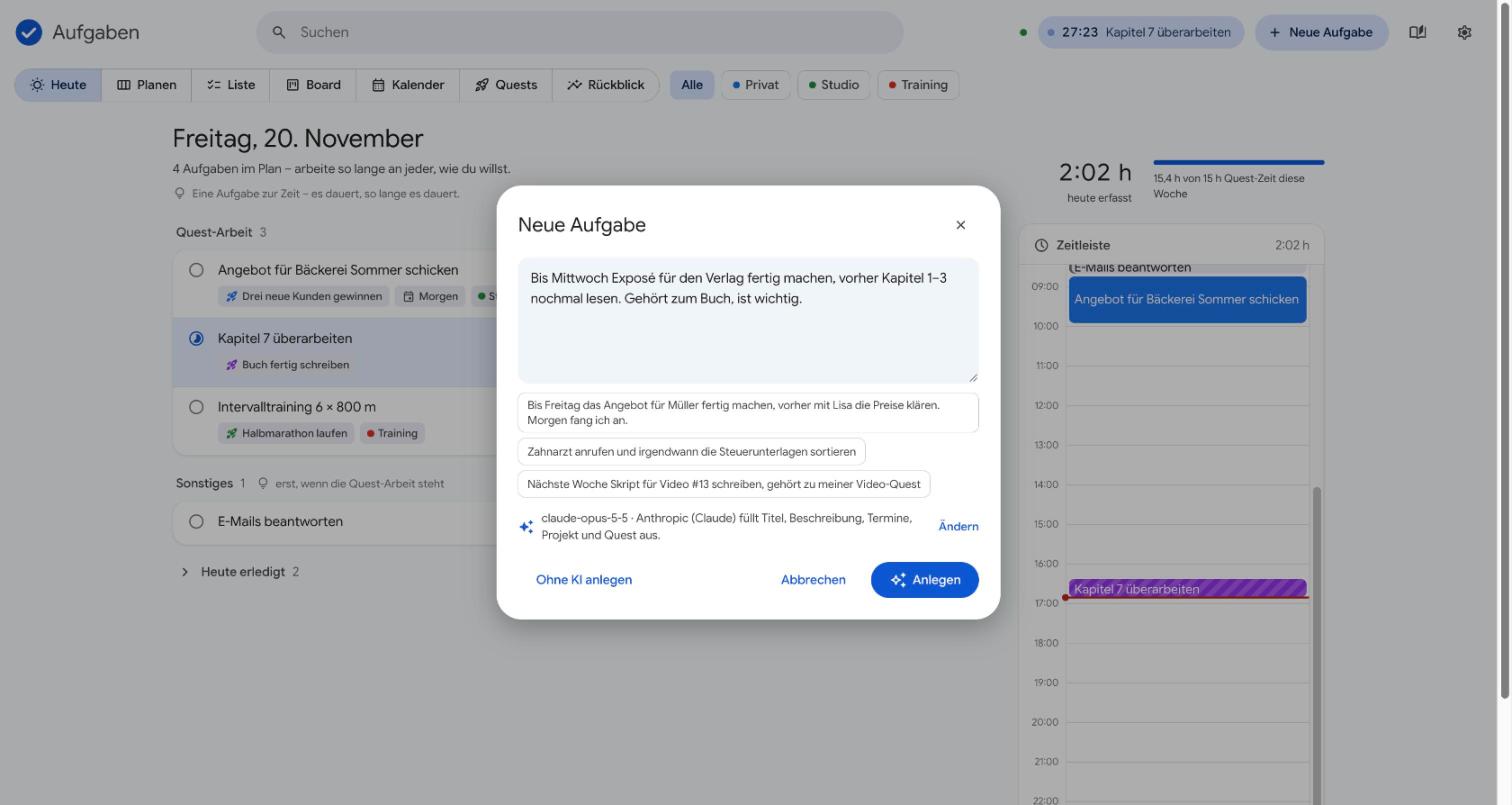 Aufgaben
Suchen
27:23 Kapitel 7 überarbeiten
+ Neue Aufgabe
Heute
Planen
Liste
Board
Kalender
Quests
Rückblick
Alle
Privat
Studio
Training
Freitag, 20. November
4 Aufgaben im Plan – arbeite so lange an jeder, wie du willst.
Eine Aufgabe zur Zeit – es dauert, so lange es dauert.
Quest-Arbeit 3
Angebot für Bäckerei Sommer schicken
Drei neue Kunden gewinnen
Morgen
Kapitel 7 überarbeiten
Buch fertig schreiben
Intervalltraining 6 × 800 m
Halbmarathon laufen
Training
Sonstiges 1 erst, wenn die Quest-Arbeit steht
E-Mails beantworten
Heute erledigt 2
Neue Aufgabe
Bis Mittwoch Exposé für den Verlag fertig machen, vorher Kapitel 1–3
nochmal lesen. Gehört zum Buch, ist wichtig.
Bis Freitag das Angebot für Müller fertig machen, vorher mit Lisa die Preise klären.
Morgen fang ich an.
Zahnarzt anrufen und irgendwann die Steuerunterlagen sortieren
Nächste Woche Skript für Video #13 schreiben, gehört zu meiner Video-Quest
claude-opus-5-5 · Anthropic (Claude) füllt Titel, Beschreibung, Termine,
Projekt und Quest aus.
Ändern
Ohne KI anlegen
Abbrechen
Anlegen
2:02 h
heute erfasst
15,4 h von 15 h Quest-Zeit diese
Woche
Zeitleiste 2:02 h
E-Mails beantworten
09:00
Angebot für Bäckerei Sommer schicken
10:00
11:00
12:00
13:00
14:00
15:00
16:00
Kapitel 7 überarbeiten
17:00
18:00
19:00
20:00
21:00
22:00